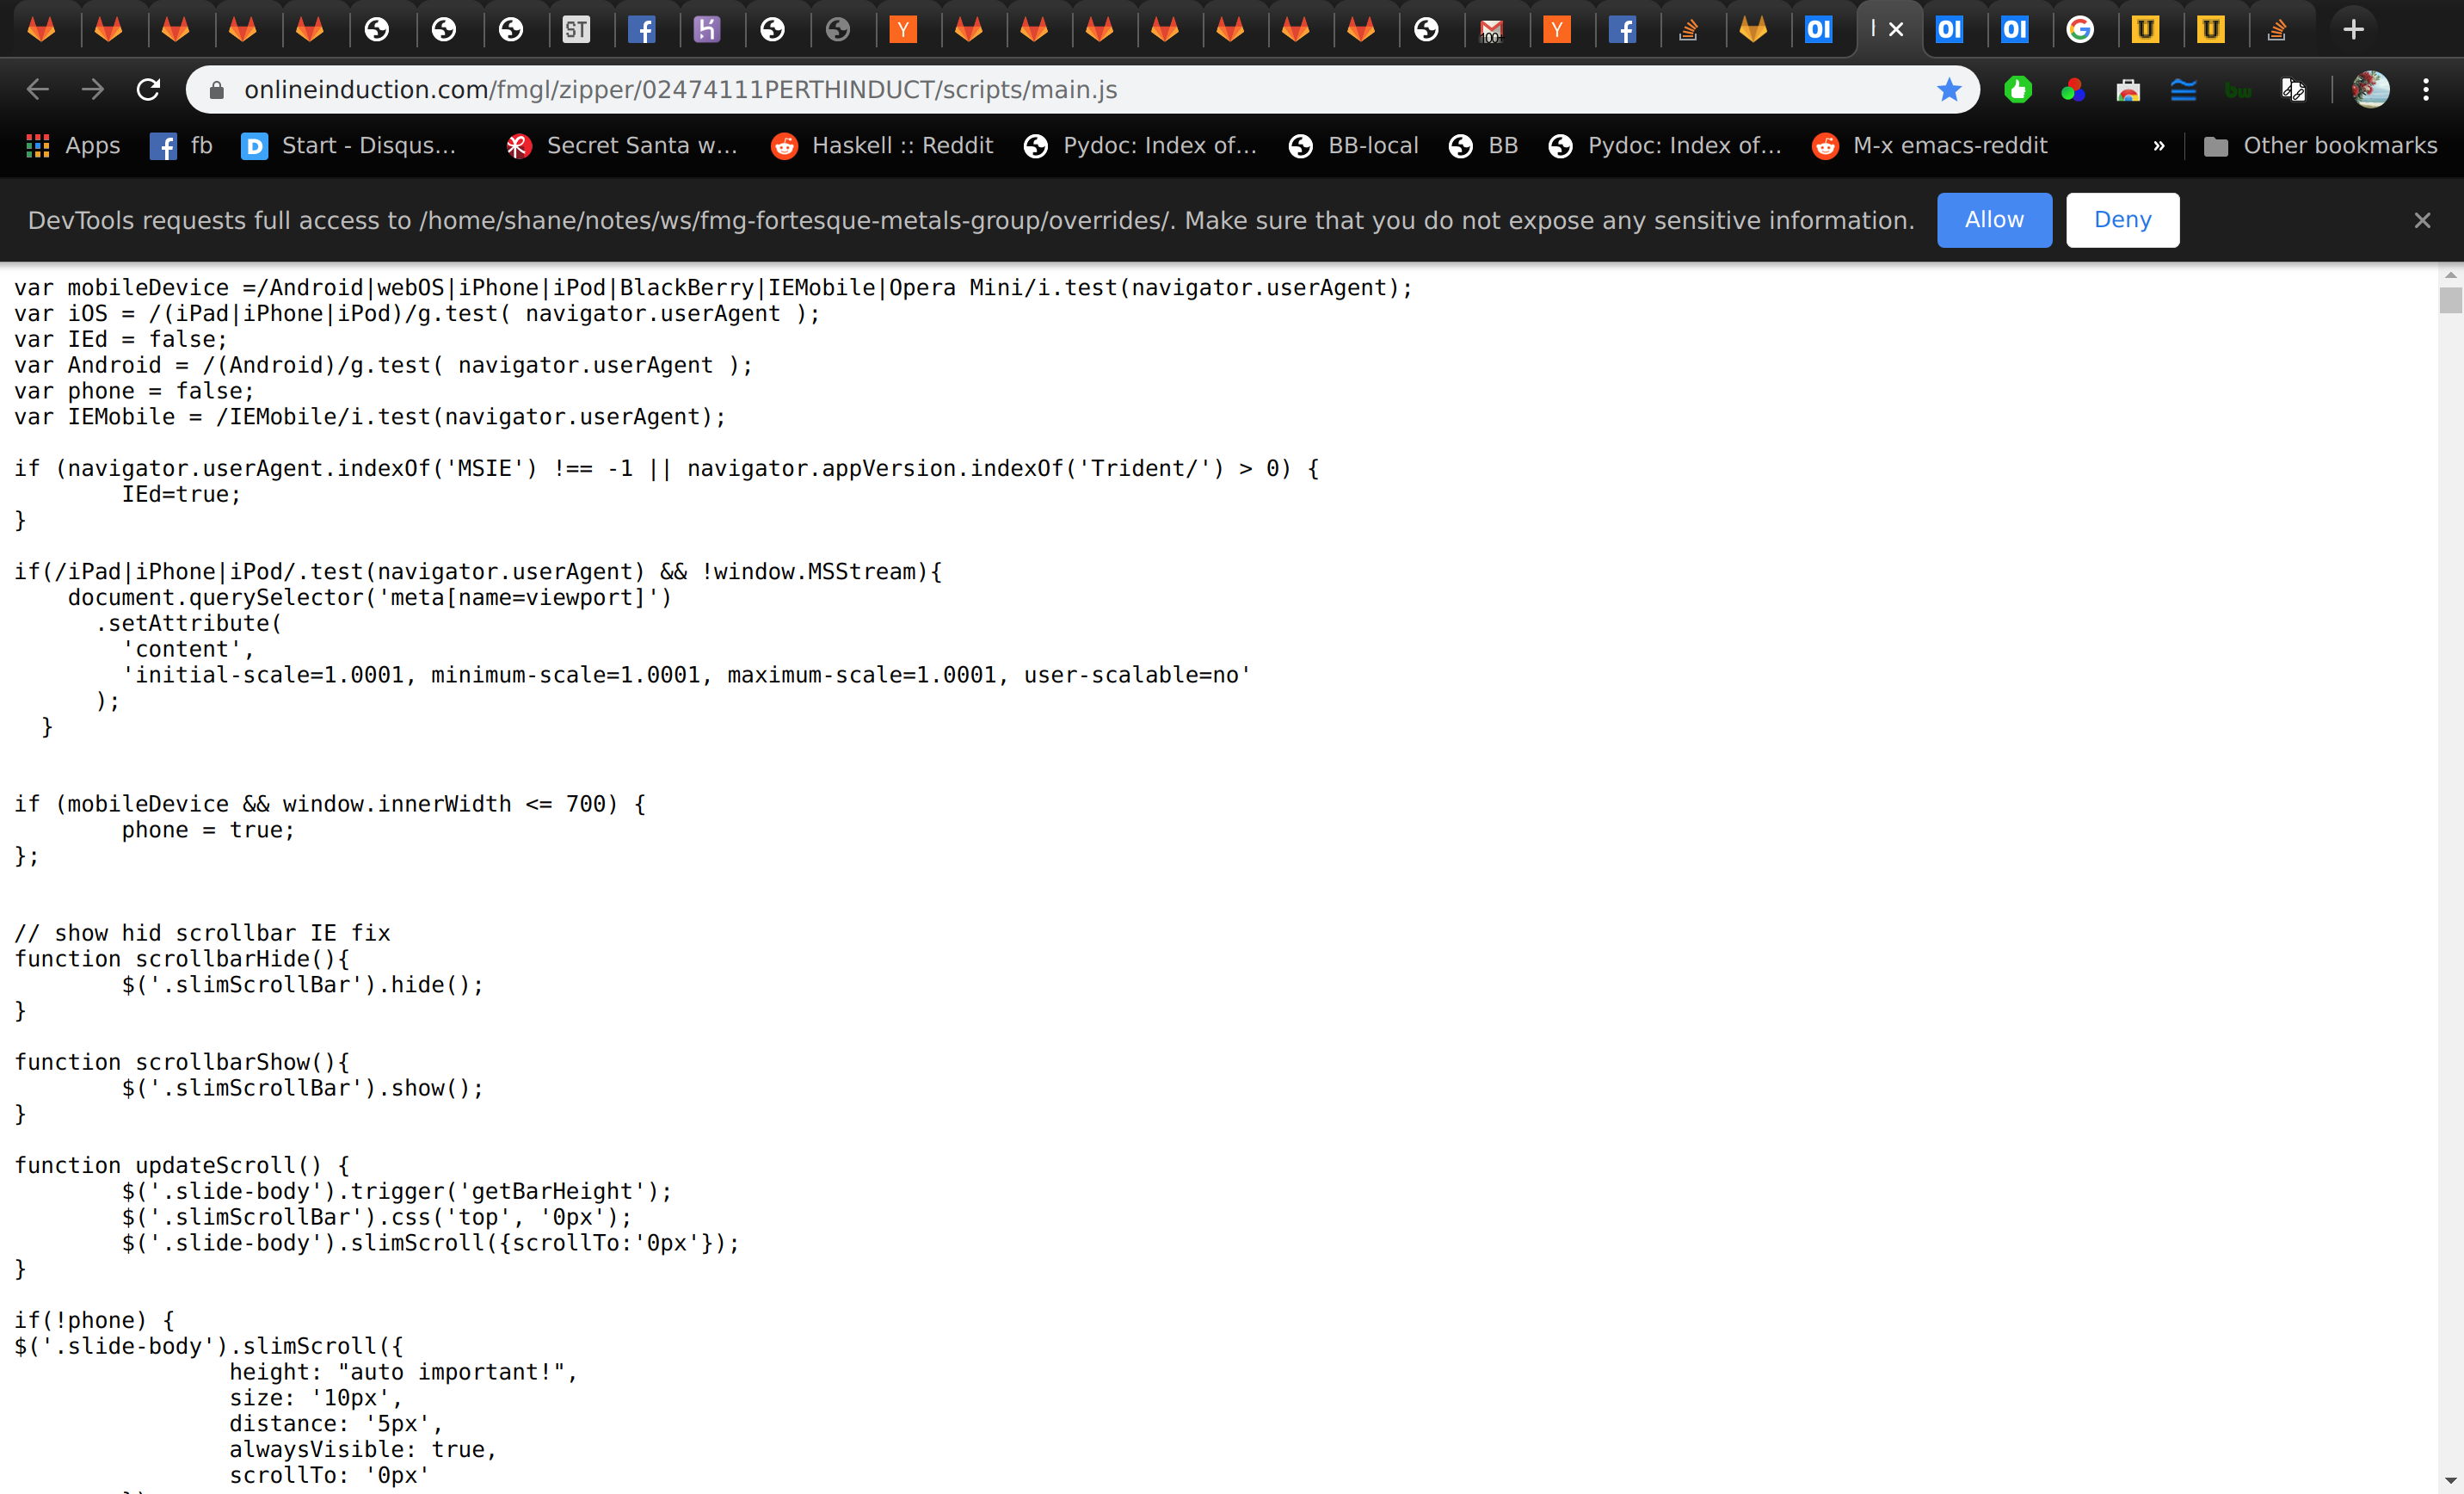 ST
Y
100+
Y
OI
OI
OI
U
U
onlineinduction.com/fmgl/zipper/02474111PERTHINDUCT/scripts/main.js
bw
Apps fb Start - Disqus... Secret Santa w... Haskell :: Reddit Pydoc: Index of... BB-local BB Pydoc: Index of... M-x emacs-reddit » Other bookmarks
DevTools requests full access to /home/shane/notes/ws/fmg-fortesque-metals-group/overrides/. Make sure that you do not expose any sensitive information. Allow Deny
var mobileDevice =/Android|webOS|iPhone|iPod|BlackBerry|IEMobile|Opera Mini/i.test(navigator.userAgent);
var iOS = /(iPad|iPhone|iPod)/g.test( navigator.userAgent );
var IEd = false;
var Android = /(Android)/g.test( navigator.userAgent );
var phone = false;
var IEMobile = /IEMobile/i.test(navigator.userAgent);
if (navigator.userAgent.indexOf('MSIE') !== -1 || navigator.appVersion.indexOf('Trident/') > 0) {
IEd=true;
}
if(/iPad|iPhone|iPod/.test(navigator.userAgent) && !window.MSStream){
document.querySelector('meta[name=viewport]')
.setAttribute(
'content',
'initial-scale=1.0001, minimum-scale=1.0001, maximum-scale=1.0001, user-scalable=no'
);
}
if (mobileDevice && window.innerWidth <= 700) {
phone = true;
};
// show hid scrollbar IE fix
function scrollbarHide(){
$('.slimScrollBar').hide();
}
function scrollbarShow(){
$('.slimScrollBar').show();
}
function updateScroll() {
$('.slide-body').trigger('getBarHeight');
$('.slimScrollBar').css('top', '0px');
$('.slide-body').slimScroll({scrollTo:'0px'});
}
if(!phone) {
$('.slide-body').slimScroll({
height: "auto important!",
size: '10px',
distance: '5px',
alwaysVisible: true,
scrollTo: '0px'